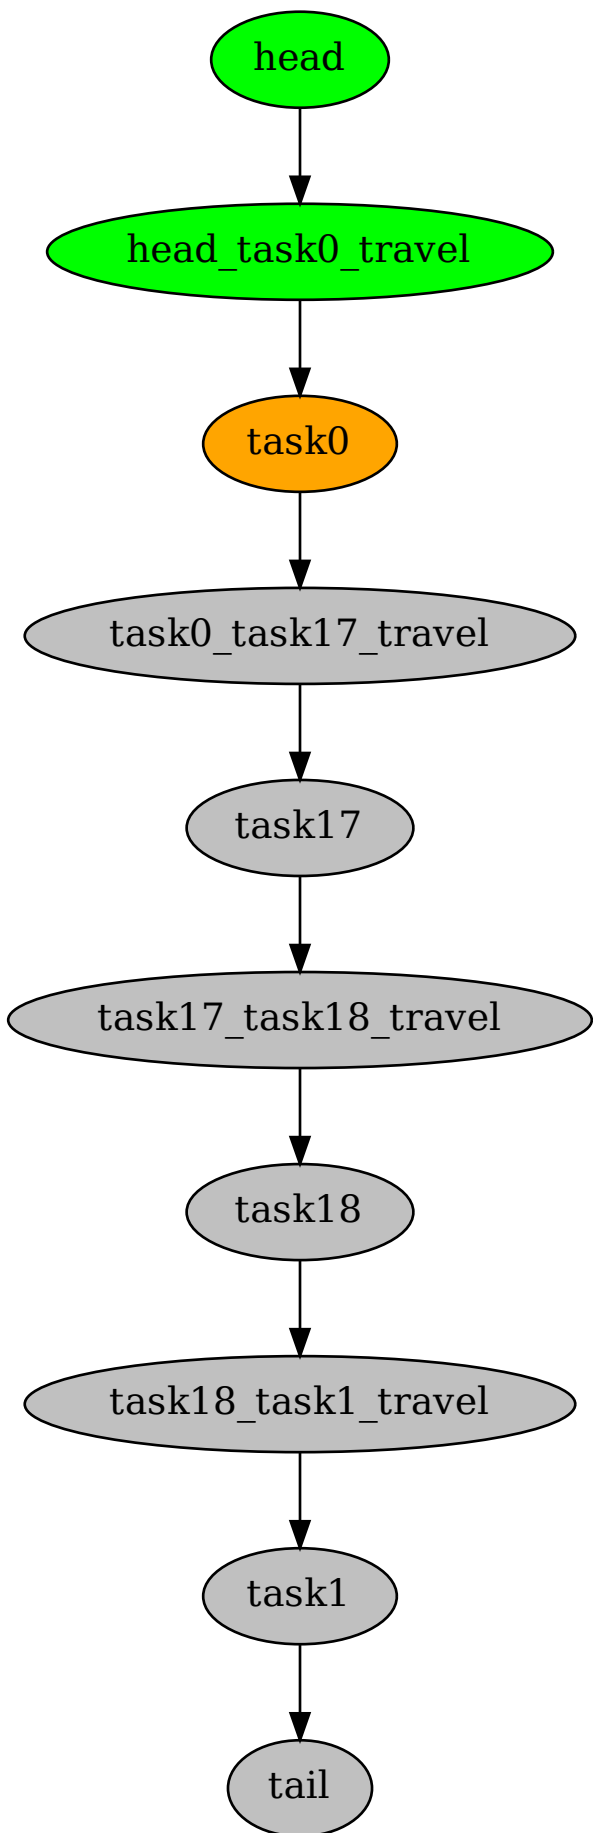 head
head_task0_travel
task0
task0_task17_travel
task17
task17_task18_travel
task18
task18_task1_travel
task1
tail